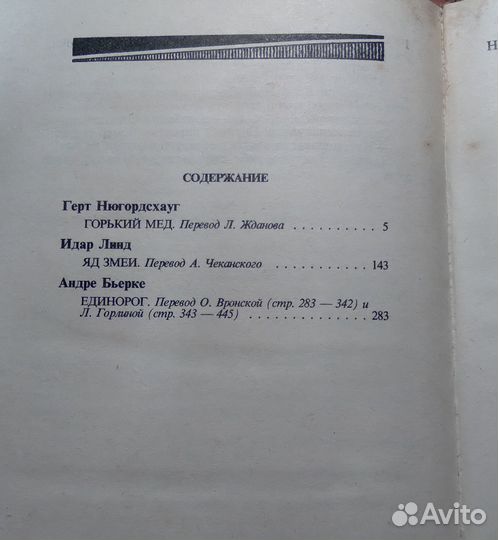 СОДЕРЖАНИЕ
Герт Нюгордсхауг
ГОРЬКИЙ МЕД. Перевод Л. Жданова . . . . . . . . . . 5
Идар Линд
ЯД ЗМЕИ. Перевод А. Чеканского . . . . . . . . . . . . 143
Андре Бьерке
ЕДИНОРОГ. Перевод О. Вронской (стр. 283 — 342) и
Л. Горлиной (стр. 343 — 445) . . . . . . . . . . . . . . 283
Н
Avito